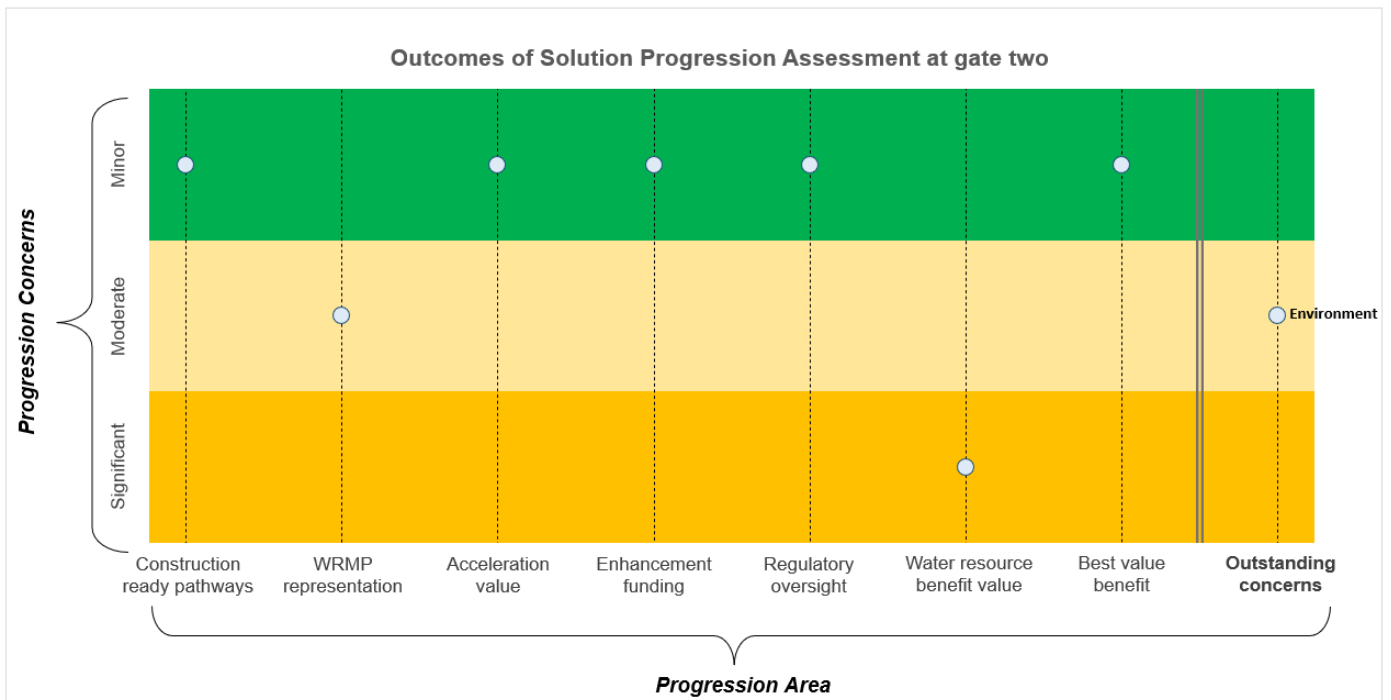 Outcomes of Solution Progression Assessment at gate two
Progression Concerns
Minor
Moderate
Significant
Environment
Construction
ready pathways
WRMP
representation
Acceleration
value
Enhancement
funding
Regulatory
oversight
Water resource
benefit value
Best value
benefit
Outstanding
concerns
Progression Area